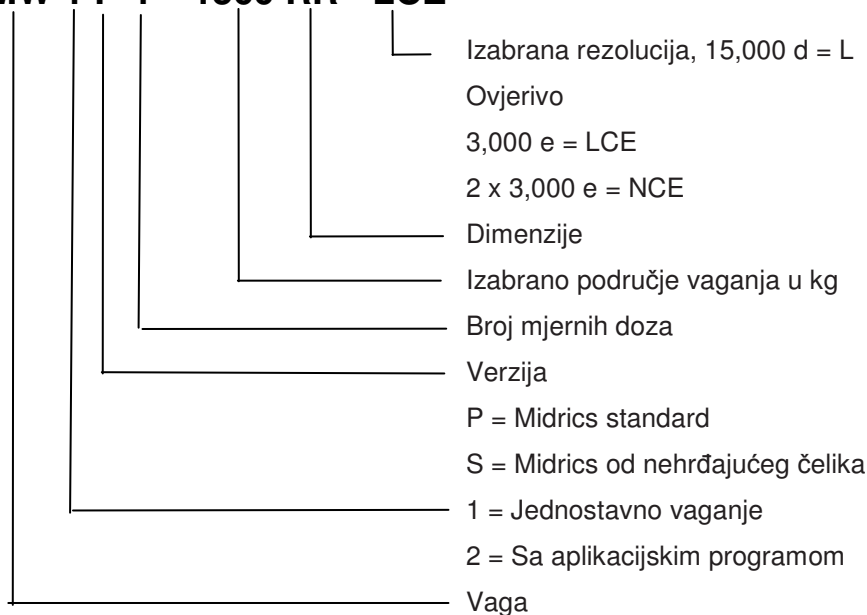 Izabrana rezolucija, 15,000 d = L
Ovjerivo
3,000 e = LCE
2 x 3,000 e = NCE
Dimenzije
Izabrano područje vaganja u kg
Broj mjernih doza
Verzija
P = Midrics standard
S = Midrics od nehrđajućeg čelika
1 = Jednostavno vaganje
2 = Sa aplikacijskim programom
Vaga